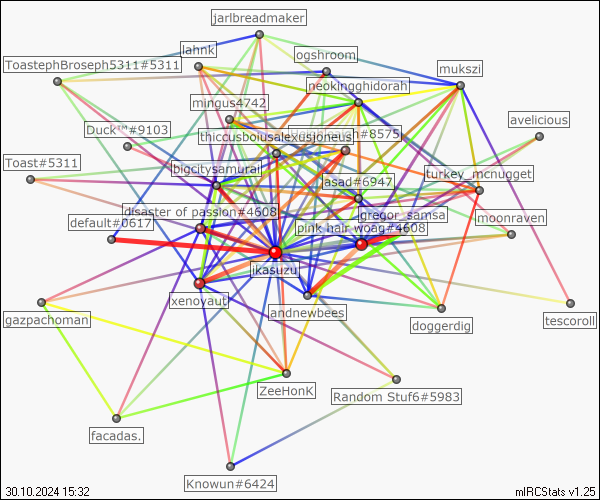 jarlbreadmaker
lahnk
ogshroom
ToastephBroseph5311#5311
mukszi
neokingghidorah
mingus4742
avelicious
Duck™#9103
thiccusboiusalexusjoneus
#8575
Toast#5311
bigcitysamurai
asad#6947
turkey_mcnugget
disaster of passion#4608
gregor_samsa
moonraven
default#0617
pink hair woag#4608
ikasuzu
xenoyaut
andnewbees
gazpachoman
doggerdig
tescoroll
ZeeHonK
Random Stuf6#5983
facadas.
Knowun#6424
30.10.2024 15:32
mIRCStats v1.25